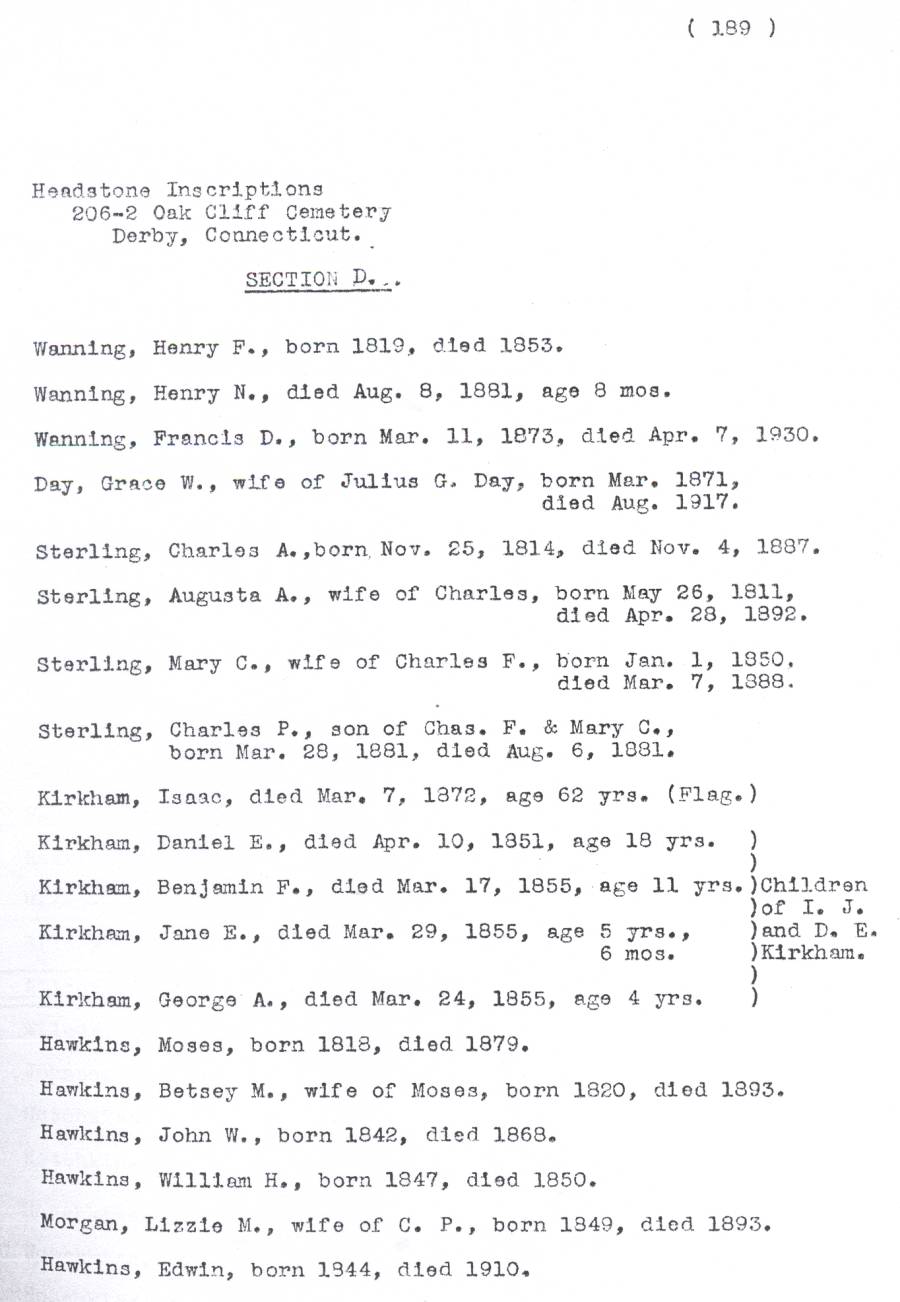 ( 189 )
Headstone Inscriptions
206-2 Oak Cliff Cemetery
Derby, Connecticut.
SECTION D...
Wanning, Henry F., born 1819, died 1853.
Wanning, Henry N., died Aug. 8, 1881, age 8 mos.
Wanning, Francis D., born Mar. 11, 1873, died Apr. 7, 1930.
Day, Grace W., wife of Julius G. Day, born Mar. 1871,
died Aug. 1917.
Sterling, Charles A.,born Nov. 25, 1814, died Nov. 4, 1887.
Sterling, Augusta A., wife of Charles, born May 26, 1811,
died Apr. 28, 1892.
Sterling, Mary C., wife of Charles F., born Jan. 1, 1850.
died Mar. 7, 1888.
Sterling, Charles P., son of Chas. F. & Mary C.,
born Mar. 28, 1881, died Aug. 6, 1881.
Kirkham, Isaac, died Mar. 7, 1872, age 62 yrs. (Flag.)
Kirkham, Daniel E., died Apr. 10, 1851, age 18 yrs. )
)
Kirkham, Benjamin F., died Mar. 17, 1855, age 11 yrs.)Children
)of I. J.
Kirkham, Jane E., died Mar. 29, 1855, age 5 yrs., )and D. E.
6 mos. )Kirkham.
)
Kirkham, George A., died Mar. 24, 1855, age 4 yrs. )
Hawkins, Moses, born 1818, died 1879.
Hawkins, Betsey M., wife of Moses, born 1820, died 1893.
Hawkins, John W., born 1842, died 1868.
Hawkins, William H., born 1847, died 1850.
Morgan, Lizzie M., wife of C. P., born 1849, died 1893.
Hawkins, Edwin, born 1844, died 1910.